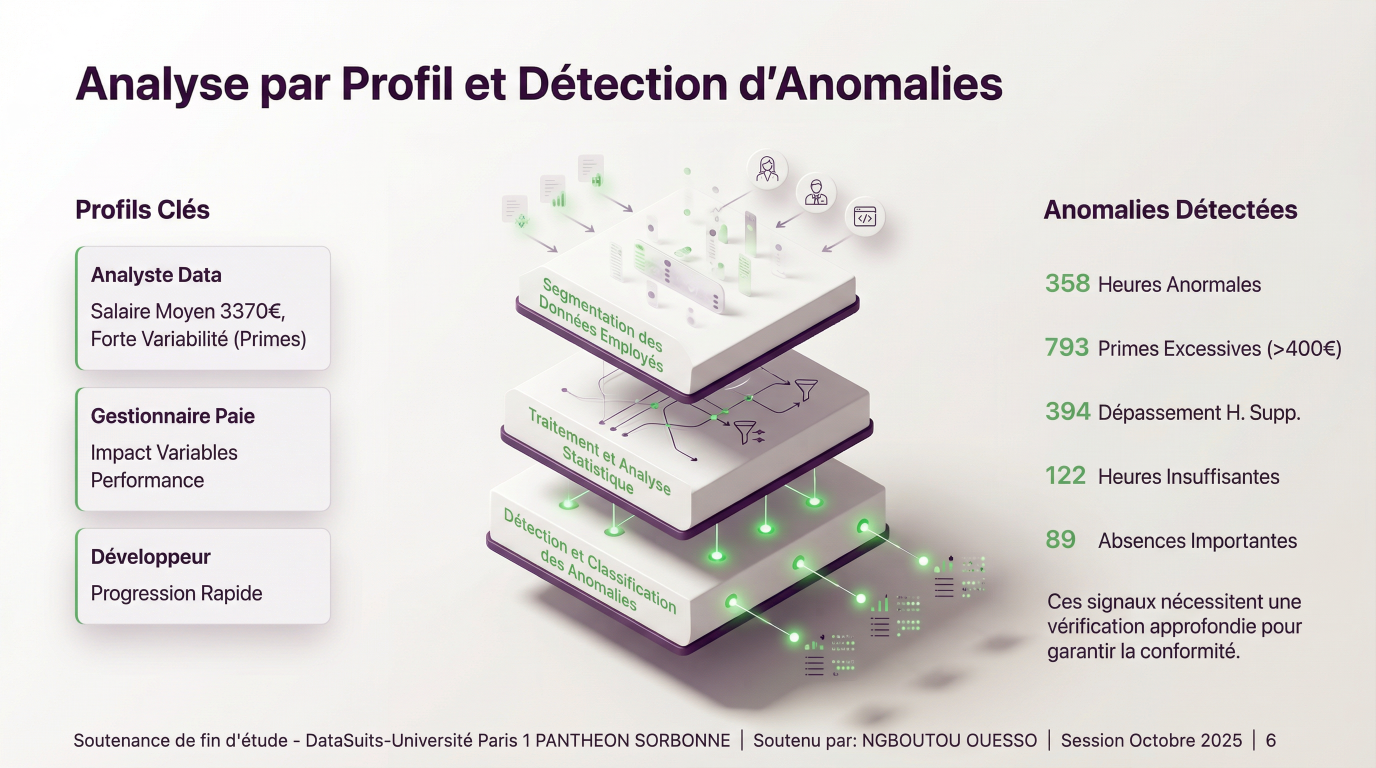 Analyse par Profil et Détection d'Anomalies
Profils Clés
Analyste Data
Salaire Moyen 3370€,
Forte Variabilité (Primes)
Gestionnaire Paie
Impact Variables
Performance
Développeur
Progression Rapide
Segmentation des
Données Employés
Traitement et Analyse
Statistique
Détection et Classification
des Anomalies
Anomalies Détectées
358 Heures Anormales
793 Primes Excessives (>400€)
394 Dépassement H. Supp.
122 Heures Insuffisantes
89 Absences Importantes
Ces signaux nécessitent une
vérification approfondie pour
garantir la conformité.
Soutenance de fin d'étude - DataSuits-Université Paris 1 PANTHEON SORBONNE | Soutenu par: NGBOUTOU OUESSO | Session Octobre 2025 | 6